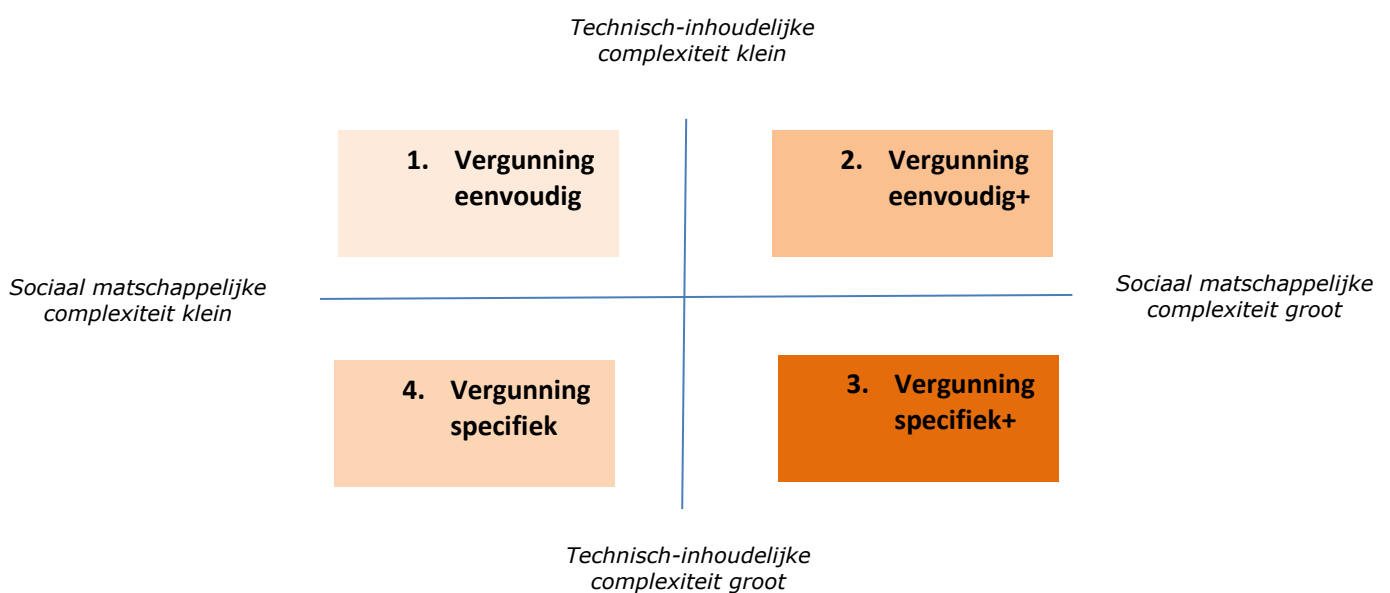 Technisch-inhoudelijke
complexiteit klein
1. Vergunning
eenvoudig
2. Vergunning
eenvoudig+
Sociaal matschappelijke
complexiteit klein
Sociaal matschappelijke
complexiteit groot
4. Vergunning
specifiek
3. Vergunning
specifiek+
Technisch-inhoudelijke
complexiteit groot